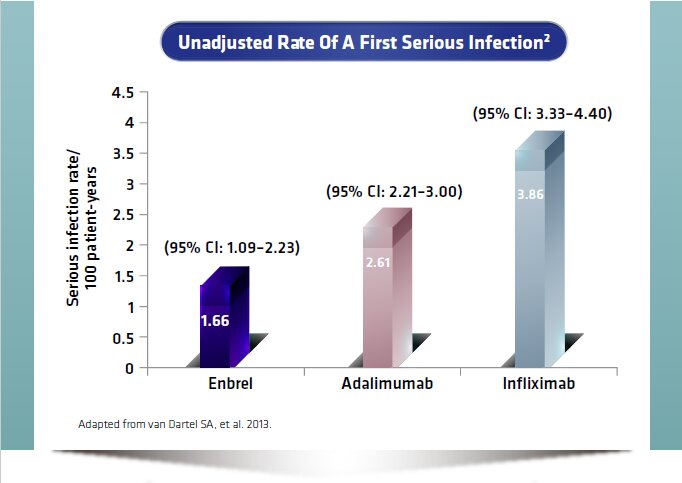 Unadjusted Rate Of A First Serious Infection²
Serious infection rate/
100 patient-years
4.5
4
3.5
3
2.5
2
1.5
1
0.5
0
(95% CI: 1.09–2.23)
(95% CI: 2.21–3.00)
(95% CI: 3.33–4.40)
1.66
2.61
3.86
Enbrel
Adalimumab
Infliximab
Adapted from van Dartel SA, et al. 2013.